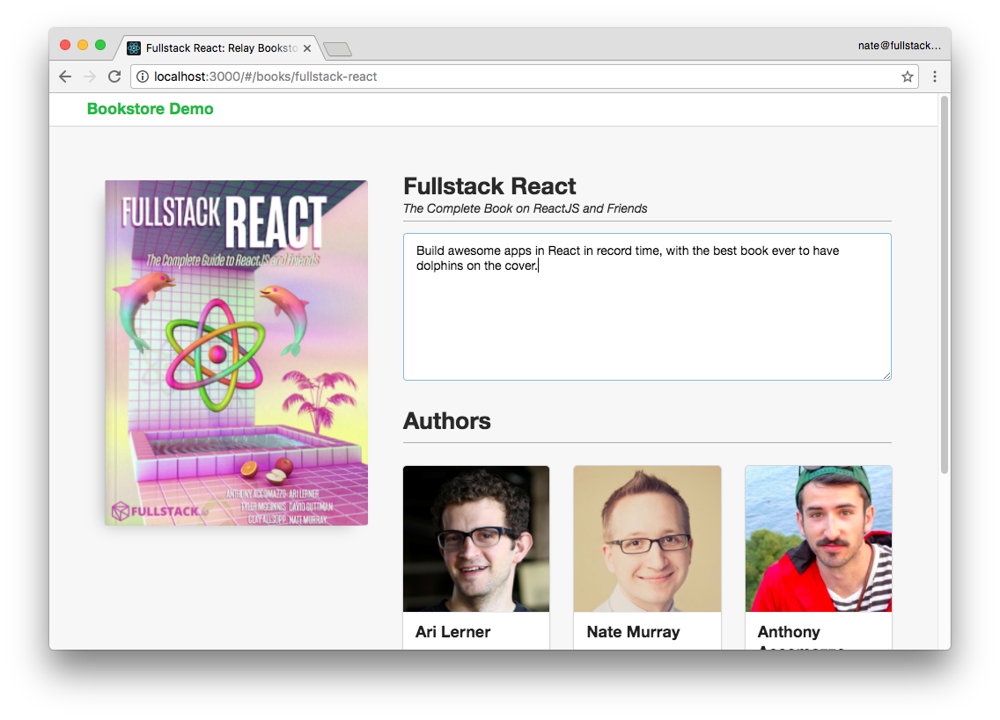 Fullstack React: Relay Booksto
nate@fullstack...
localhost:3000/#/books/fullstack-react
Bookstore Demo
FULLSTACK REACT
The Complete Guide to ReactJS and Friends
ANTHONY ACCOMAZZO ARI LERNER
TYLER MCGINNIS DAVID GUTTMAN
CLAY ALLSOPP NATE MURRAY
FULLSTACK.io
Fullstack React
The Complete Book on ReactJS and Friends
Build awesome apps in React in record time, with the best book ever to have
dolphins on the cover.
Authors
Ari Lerner
Nate Murray
Anthony
Accomazzo